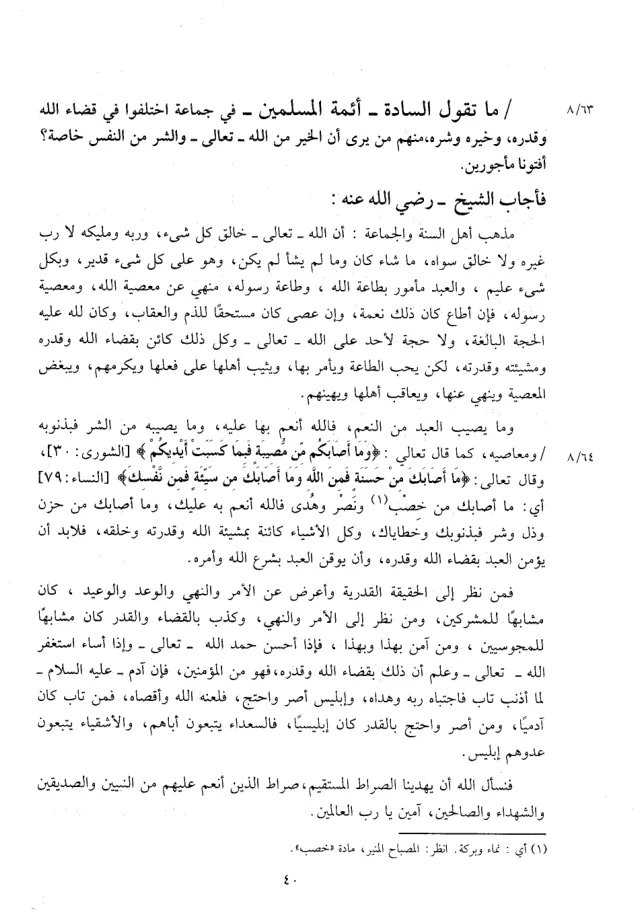 ٨/٦٣ / ما تقول السادة ـ أئمة المسلمين ـ في جماعة اختلفوا في قضاء الله
وقدره، وخيره وشره،منهم من يرى أن الخير من الله ـ تعالى ـ والشر من النفس خاصة؟
أفتونا مأجورين.
فأجاب الشيخ ـ رضي الله عنه :
مذهب أهل السنة والجماعة : أن الله ـ تعالى ـ خالق كل شىء، وربه ومليكه لا رب
غيره ولا خالق سواه، ما شاء كان وما لم يشأ لم يكن، وهو على كل شىء قدير، وبكل
شىء عليم ، والعبد مأمور بطاعة الله ، وطاعة رسوله، منهي عن معصية الله، ومعصية
رسوله، فإن أطاع كان ذلك نعمة، وإن عصى كان مستحقًا للذم والعقاب، وكان لله عليه
الحجة البالغة، ولا حجة لأحد على الله ـ تعالى ـ وكل ذلك كائن بقضاء الله وقدره
ومشيئته وقدرته، لكن يحب الطاعة ويأمر بها، ويثيب أهلها على فعلها ويكرمهم، ويبغض
المعصية وينهي عنها، ويعاقب أهلها ويهينهم.
وما يصيب العبد من النعم، فالله أنعم بها عليه، وما يصيبه من الشر فبذنوبه
٨/٦٤ / ومعاصيه، كما قال تعالي : ﴿وَمَا أَصَابَكُم مِّن مُّصِيبَةٍ فَبِمَا كَسَبَتْ أَيْدِيكُمْ ﴾ [الشورى: ٣٠]،
وقال تعالى: ﴿مَا أَصَابَكَ مِنْ حَسَنَةٍ فَمِنَ اللَّهِ وَمَا أَصَابَكَ مِن سَيِّئَةٍ فَمِن نَّفْسِكَ﴾ [النساء: ٧٩]
أي: ما أصابك من خِصْب(١) ونَصْر وهُدى فالله أنعم به عليك، وما أصابك من حزن
وذل وشر فبذنوبك وخطاياك، وكل الأشياء كائنة بمشيئة الله وقدرته وخلقه، فلابد أن
يؤمن العبد بقضاء الله وقدره، وأن يوقن العبد بشرع الله وأمره.
فمن نظر إلى الحقيقة القدرية وأعرض عن الأمر والنهي والوعد والوعيد ، كان
مشابهًا للمشركين، ومن نظر إلى الأمر والنهي، وكذب بالقضاء والقدر كان مشابهًا
للمجوسيين ، ومن آمن بهذا وبهذا ، فإذا أحسن حمد الله ـ تعالى ـ وإذا أساء استغفر
الله ـ تعالى ـ وعلم أن ذلك بقضاء الله وقدره،فهو من المؤمنين، فإن آدم ـ عليه السلام ـ
لما أذنب تاب فاجتباه ربه وهداه، وإبليس أصر واحتج، فلعنه الله وأقصاه، فمن تاب كان
آدميًا، ومن أصر واحتج بالقدر كان إبليسيًا، فالسعداء يتبعون أباهم، والأشقياء يتبعون
عدوهم إبليس.
فنسأل الله أن يهدينا الصراط المستقيم،صراط الذين أنعم عليهم من النبيين والصديقين
والشهداء والصالحين، آمين يا رب العالمين.
(١) أي : نماء وبركة. انظر: المصباح المنير، مادة «خصب».
٤٠